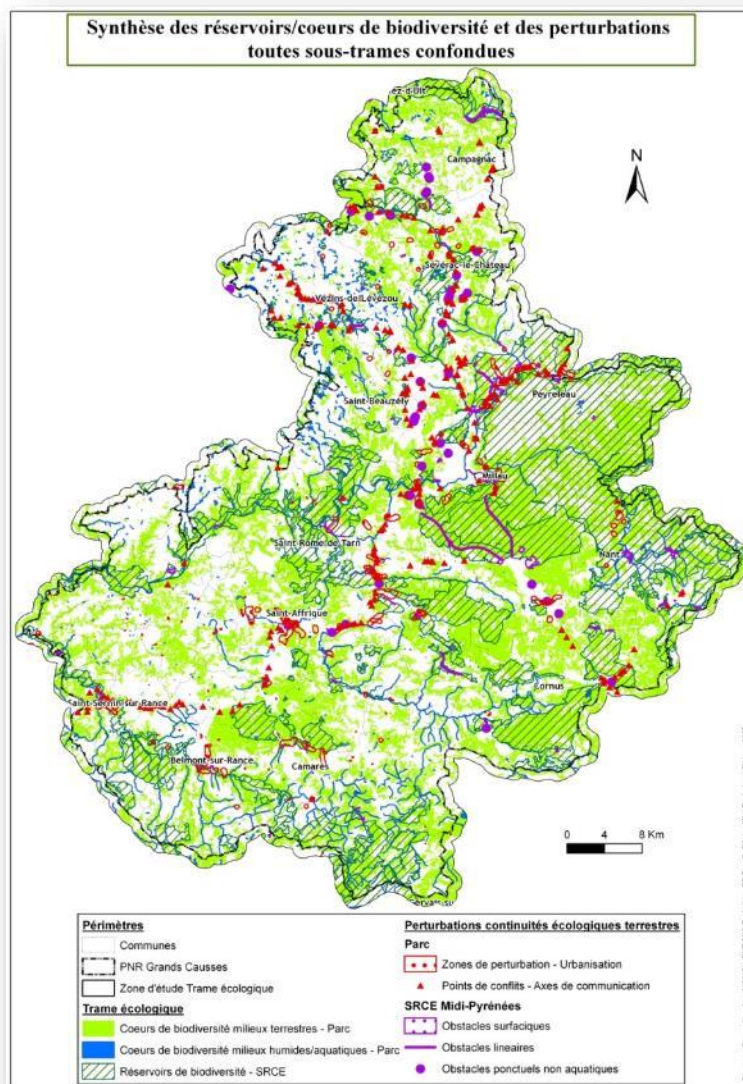 Synthèse des réservoirs/coeurs de biodiversité et des perturbations
toutes sous-trames confondues
Campagnac
N
Sévérac-le-Château
Vézins-de-Lévézou
Saint-Beauzély
Peyreleau
Millau
Saint-Rome-de-Tarn
Nant
Saint-Affrique
Cornus
Saint-Sernin-sur-Rance
Belmont-sur-Rance
Camarès
0 4 8 Km
Périmètres
Communes
PNR Grands Causses
Zone d'étude Trame écologique
Trame écologique
Coeurs de biodiversité milieux terrestres - Parc
Coeurs de biodiversité milieux humides/aquatiques - Parc
Réservoirs de biodiversité - SRCE
Perturbations continuités écologiques terrestres
Parc
Zones de perturbation - Urbanisation
Points de conflits - Axes de communication
SRCE Midi-Pyrénées
Obstacles surfaciques
Obstacles lineaires
Obstacles ponctuels non aquatiques